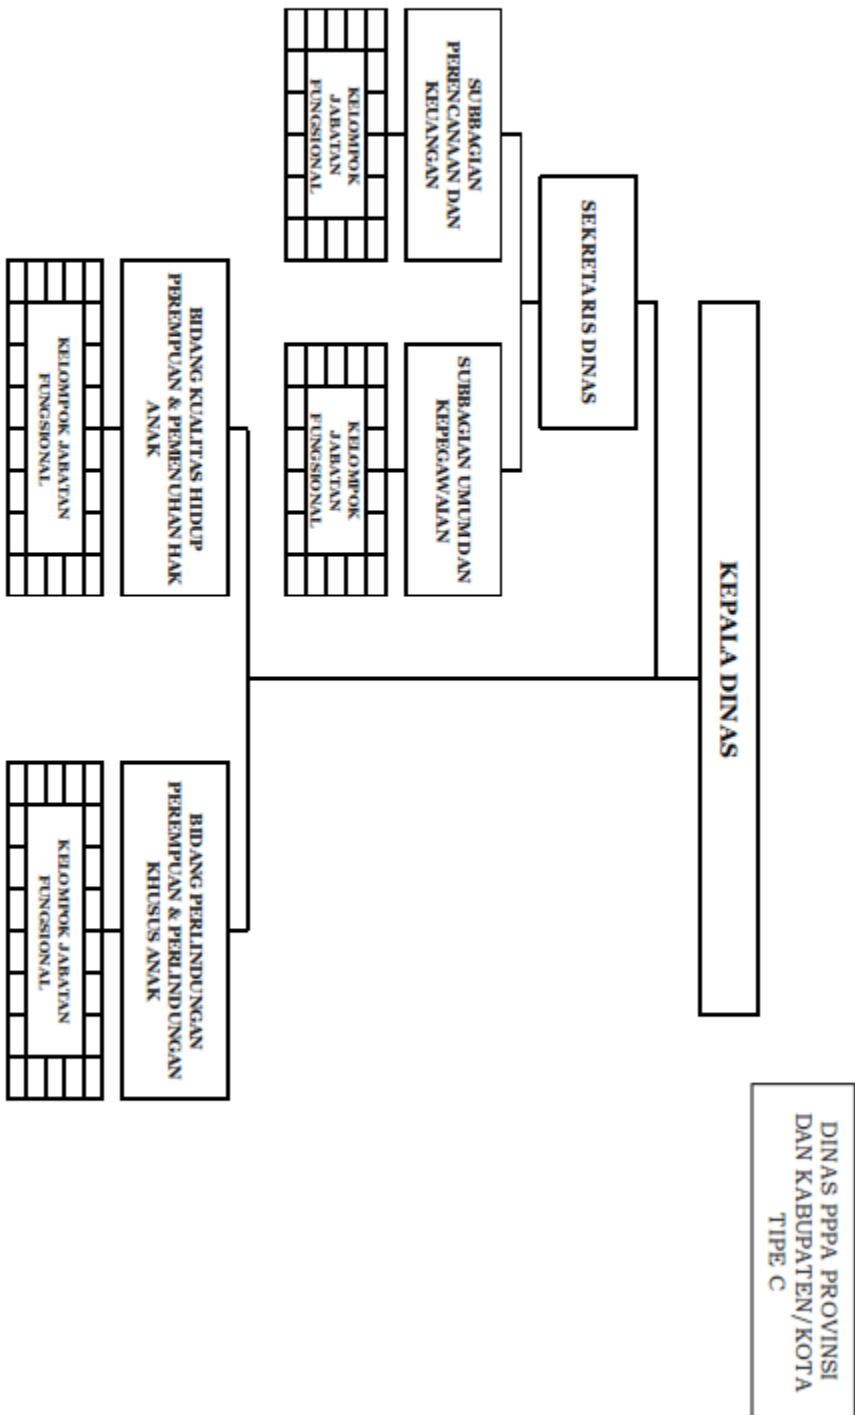 DINAS PPPA PROVINSI
DAN KABUPATEN/KOTA
TIPE C
KEPALA DINAS
SEKRETARIS DINAS
SUBBAGIAN
PERENCANAAN DAN
KEUANGAN
SUBBAGIAN UMUM DAN
KEPEGAWAIAN
KELOMPOK
JABATAN
FUNGSIONAL
KELOMPOK
JABATAN
FUNGSIONAL
BIDANG KUALITAS HIDUP
PEREMPUAN & PEMENUHAN HAK
ANAK
BIDANG PERLINDUNGAN
PEREMPUAN & PERLINDUNGAN
KHUSUS ANAK
KELOMPOK JABATAN
FUNGSIONAL
KELOMPOK JABATAN
FUNGSIONAL